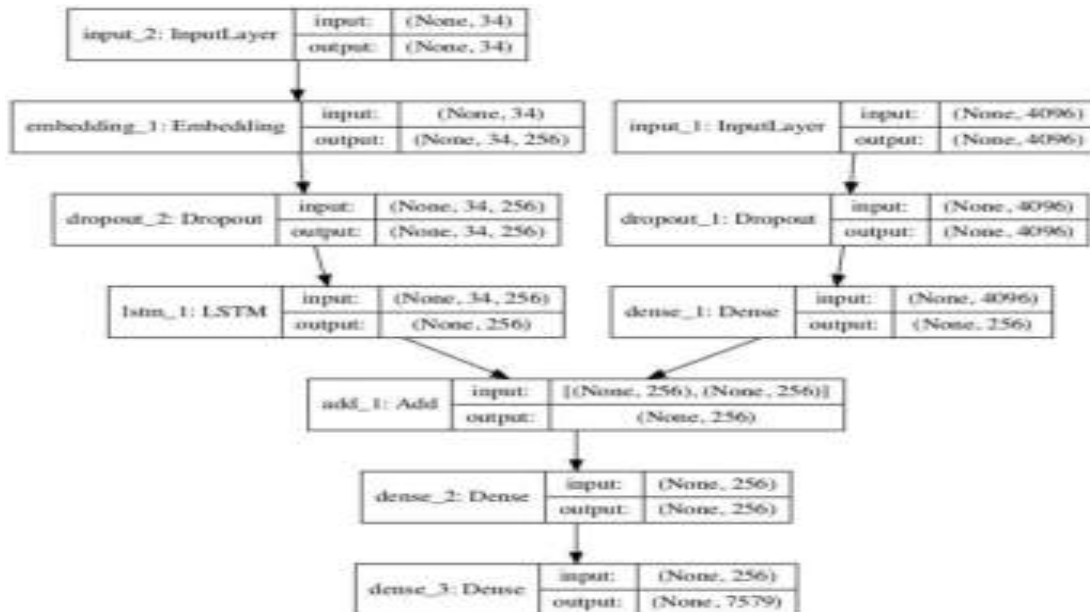 input_2: InputLayer
input: (None, 34)
output: (None, 34)
embedding_1: Embedding
input: (None, 34)
output: (None, 34, 256)
input_1: InputLayer
input: (None, 4096)
output: (None, 4096)
dropout_2: Dropout
input: (None, 34, 256)
output: (None, 34, 256)
dropout_1: Dropout
input: (None, 4096)
output: (None, 4096)
lstm_1: LSTM
input: (None, 34, 256)
output: (None, 256)
dense_1: Dense
input: (None, 4096)
output: (None, 256)
add_1: Add
input: [(None, 256), (None, 256)]
output: (None, 256)
dense_2: Dense
input: (None, 256)
output: (None, 256)
dense_3: Dense
input: (None, 256)
output: (None, 7579)